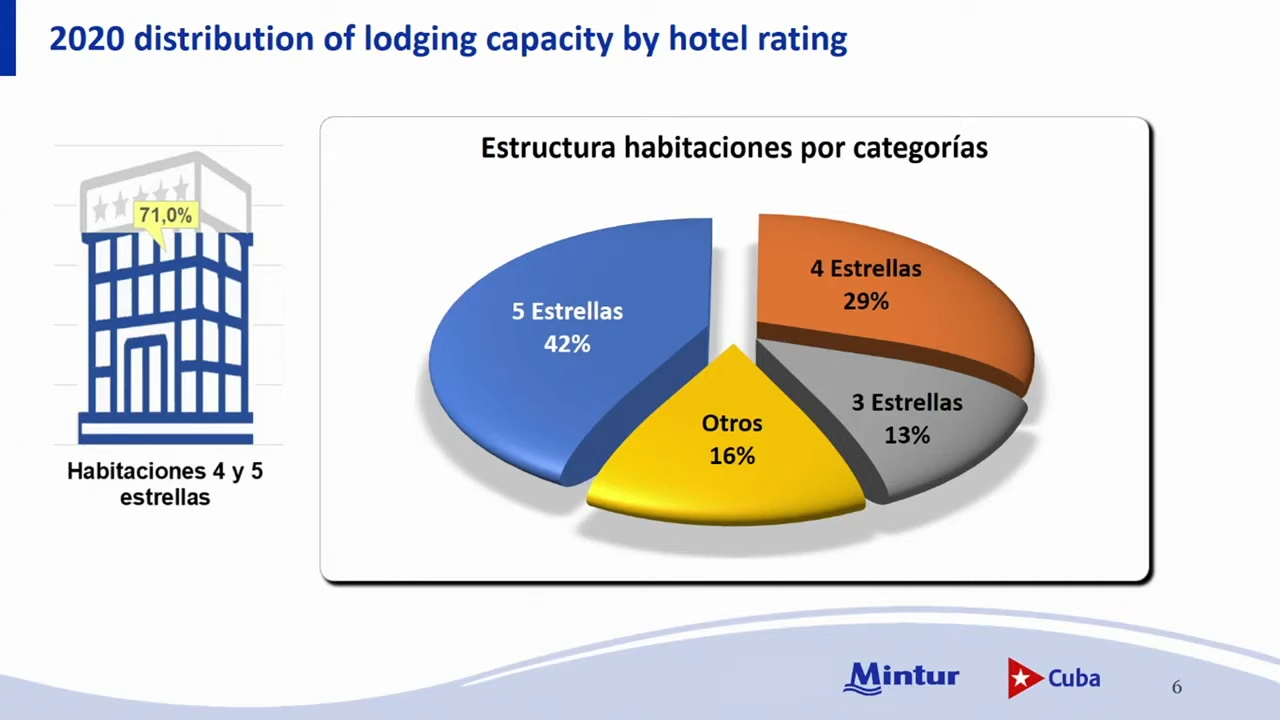 2020 distribution of lodging capacity by hotel rating
Estructura habitaciones por categorías
71,0%
Habitaciones 4 y 5
estrellas
5 Estrellas
42%
4 Estrellas
29%
3 Estrellas
13%
Otros
16%
Mintur
Cuba
6